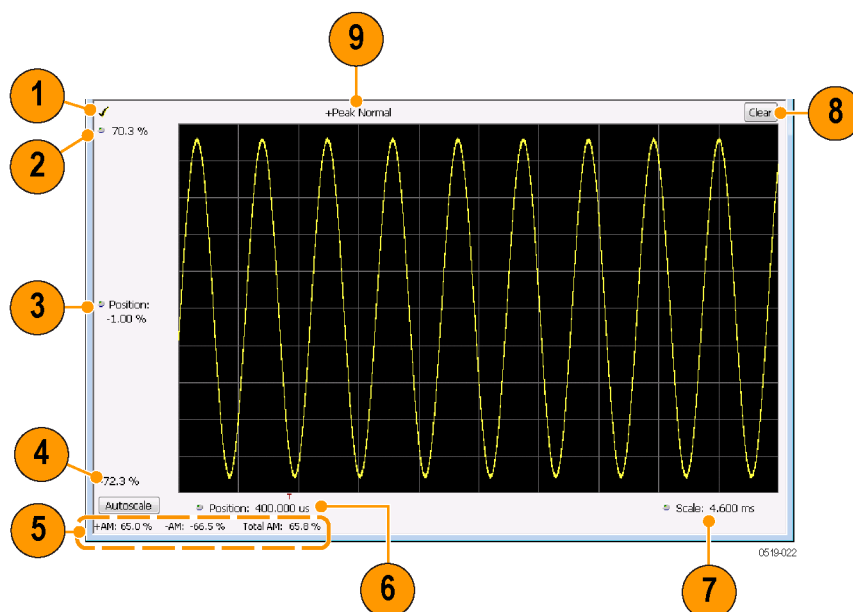 9
1
+Peak Normal
Clear
8
2
70.3 %
3
Position:
-1.00 %
4
-72.3 %
Autoscale
Position: 400.000 us
Scale: 4.600 ms
5
+AM: 65.0 % -AM: -66.5 % Total AM: 65.8 %
T
0519-022
6
7